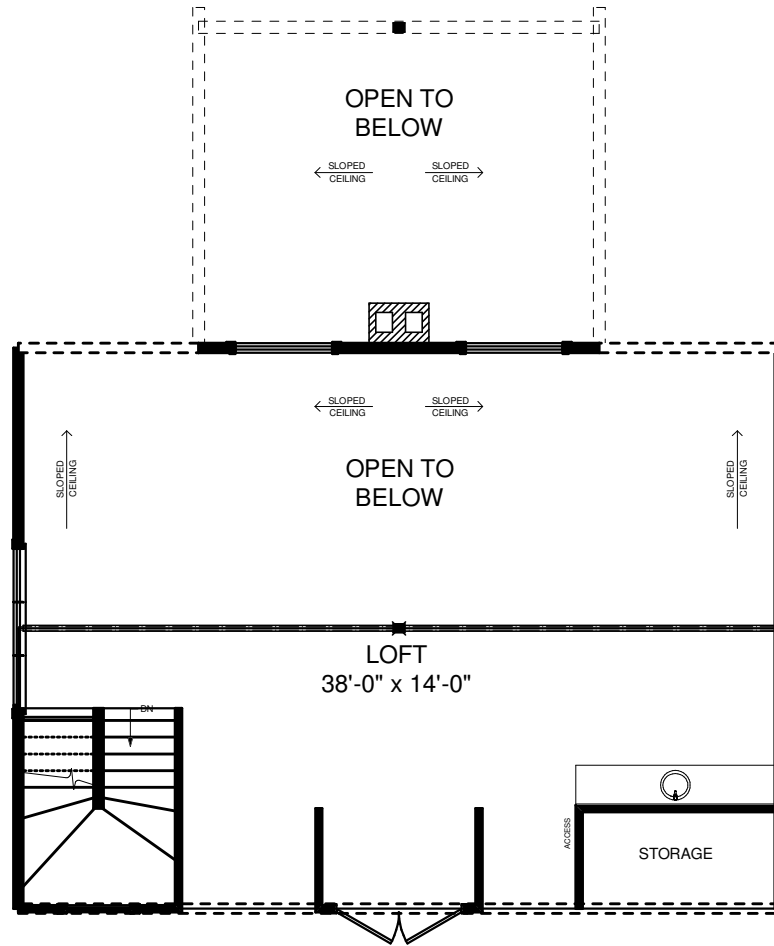 OPEN TO
BELOW
SLOPED
CEILING
SLOPED
CEILING
SLOPED
CEILING
SLOPED
CEILING
SLOPED
CEILING
OPEN TO
BELOW
SLOPED
CEILING
LOFT
38'-0" x 14'-0"
DN
ACCESS
STORAGE